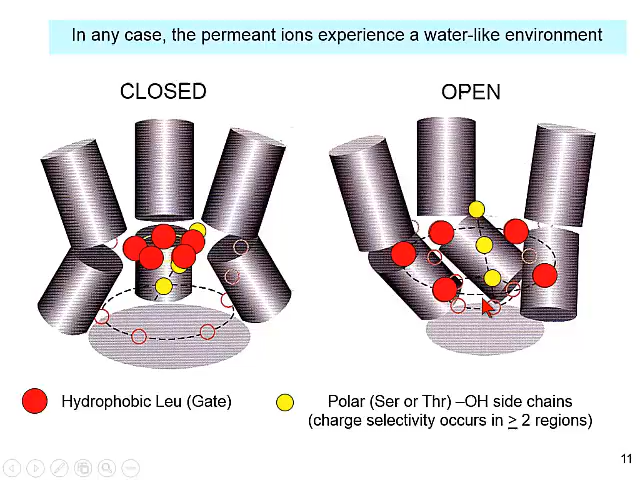 In any case, the permeant ions experience a water-like environment
CLOSED
OPEN
Hydrophobic Leu (Gate)
Polar (Ser or Thr) –OH side chains
(charge selectivity occurs in ≥ 2 regions)
11